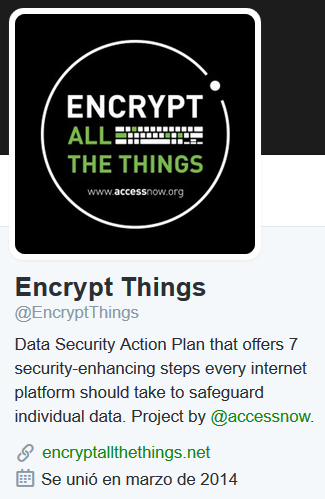 ENCRYPT
ALL
THE THINGS
www.accessnow.org
Encrypt Things
@EncryptThings
Data Security Action Plan that offers 7
security-enhancing steps every internet
platform should take to safeguard
individual data. Project by @accessnow.
encryptallthethings.net
Se unió en marzo de 2014